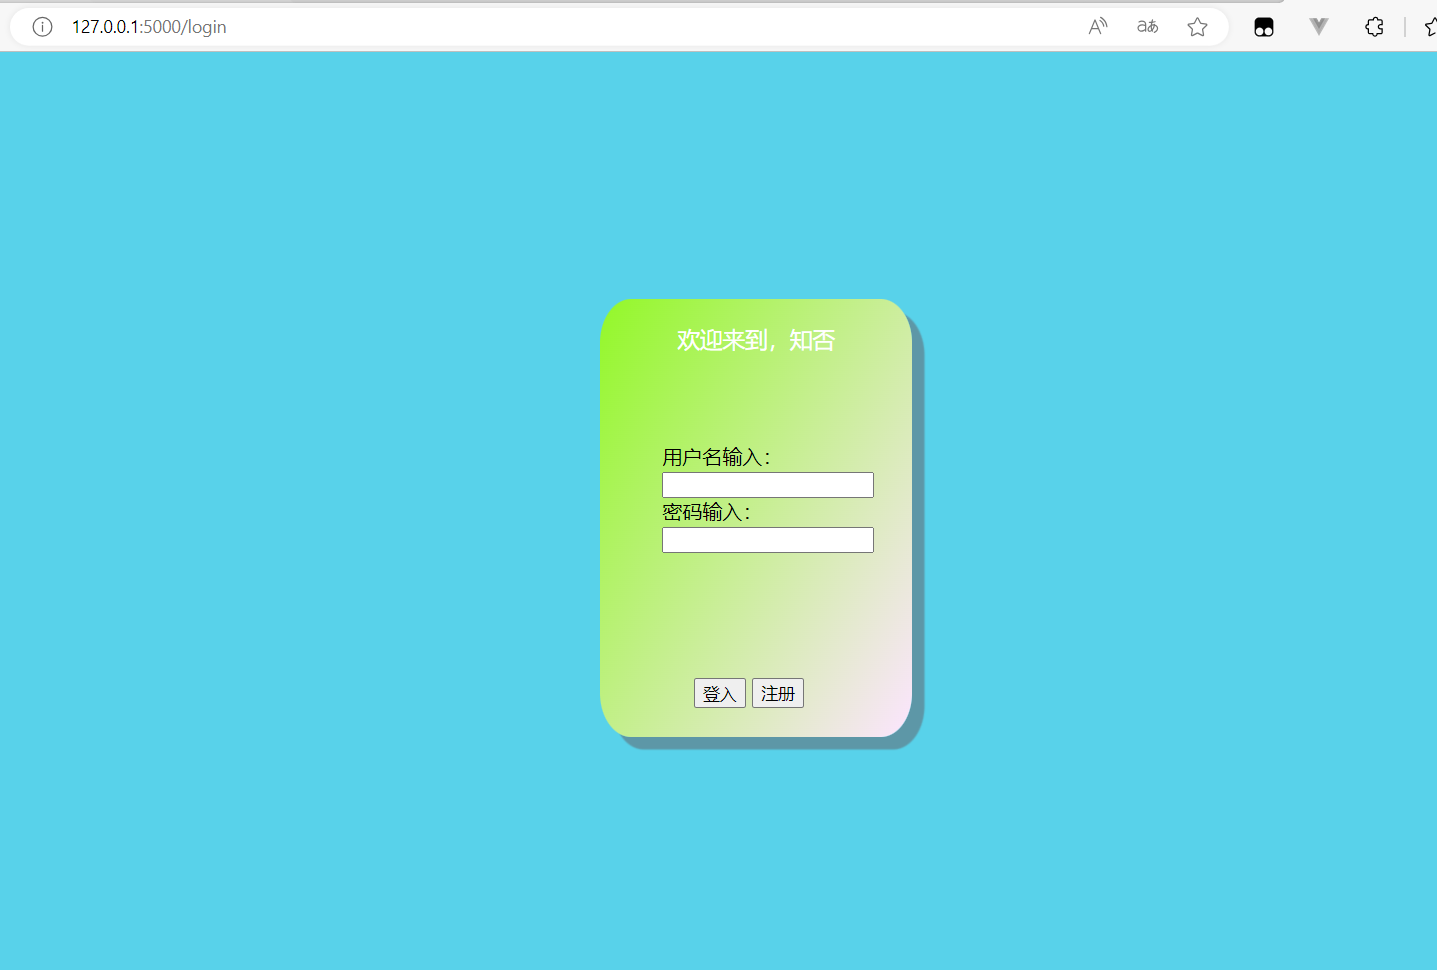 127.0.0.1:5000/login
欢迎来到，知否
用户名输入：
密码输入：
登入 注册